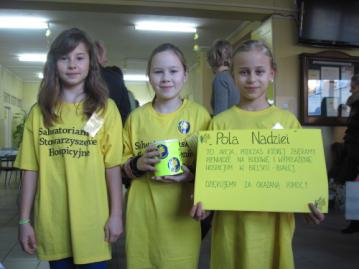 Salwatoriańs
Stowarzyszenie
Hospicyjne
Pola Nadziei
TO AKCJA PODCZAS KTÓREJ ZBIERAMY
PIENIĄDZE NA BUDOWĘ I WYPOSAŻENIE
HOSPICJUM W BIELSKU-BIAŁEJ.
DZIĘKUJEMY ZA OKAZANĄ POMOC!